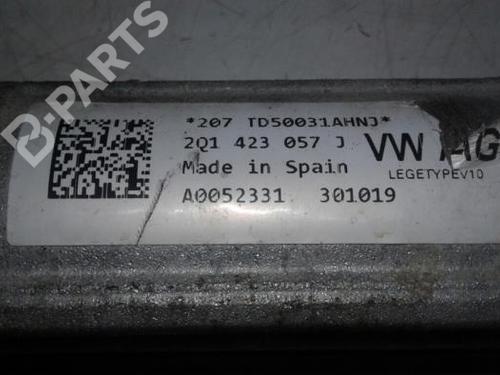 B-PARTS
*207 TD50031AHNJ*
2Q1 423 057 J
Made in Spain
A0052331 301019
VW AG
LEGETYPEV10